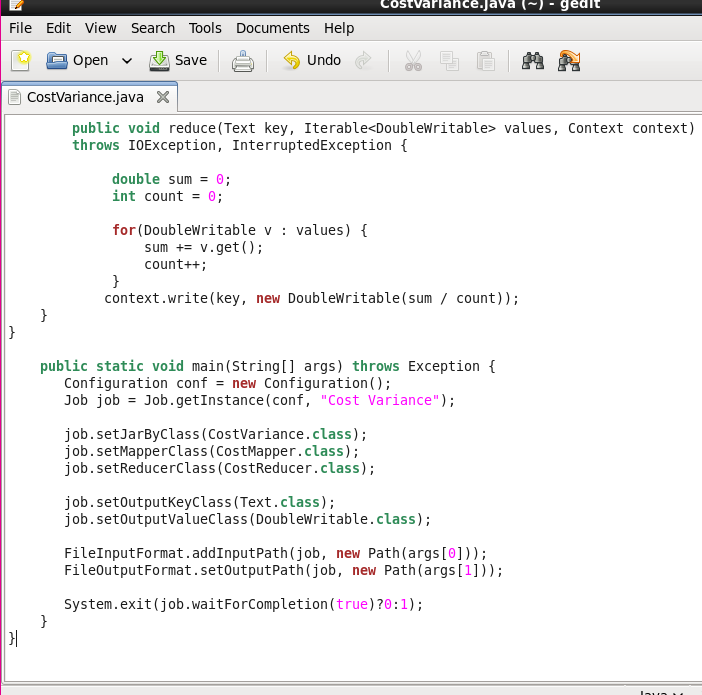 CostVariance.java (~) - gedit
File Edit View Search Tools Documents Help
Open Save Undo
CostVariance.java
public void reduce(Text key, Iterable<DoubleWritable> values, Context context)
throws IOException, InterruptedException {
double sum = 0;
int count = 0;
for(DoubleWritable v : values) {
sum += v.get();
count++;
}
context.write(key, new DoubleWritable(sum / count));
}
}
public static void main(String[] args) throws Exception {
Configuration conf = new Configuration();
Job job = Job.getInstance(conf, "Cost Variance");
job.setJarByClass(CostVariance.class);
job.setMapperClass(CostMapper.class);
job.setReducerClass(CostReducer.class);
job.setOutputKeyClass(Text.class);
job.setOutputValueClass(DoubleWritable.class);
FileInputFormat.addInputPath(job, new Path(args[0]));
FileOutputFormat.setOutputPath(job, new Path(args[1]));
System.exit(job.waitForCompletion(true)?0:1);
}
}
Java